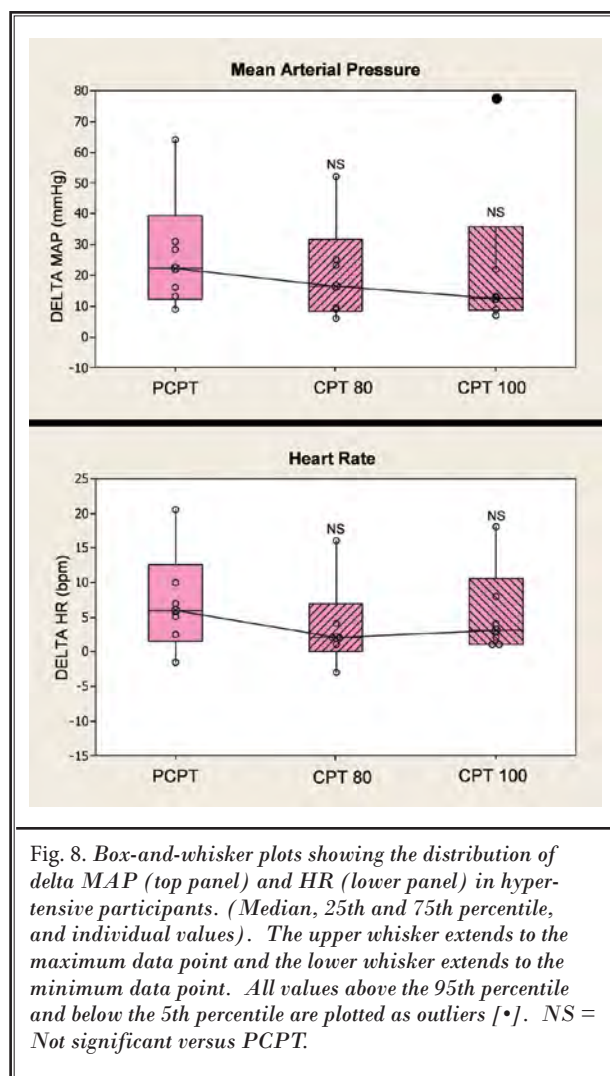 Mean Arterial Pressure
DELTA MAP (mmHg)
80
70
60
50
40
30
20
10
0
-10
NS
NS
PCPT CPT 80 CPT 100
Heart Rate
DELTA HR (bpm)
25
20
15
10
5
0
-5
-10
-15
NS
NS
PCPT CPT 80 CPT 100
Fig. 8. Box-and-whisker plots showing the distribution of
delta MAP (top panel) and HR (lower panel) in hyper-
tensive participants. (Median, 25th and 75th percentile,
and individual values). The upper whisker extends to the
maximum data point and the lower whisker extends to the
minimum data point. All values above the 95th percentile
and below the 5th percentile are plotted as outliers [•]. NS =
Not significant versus PCPT.